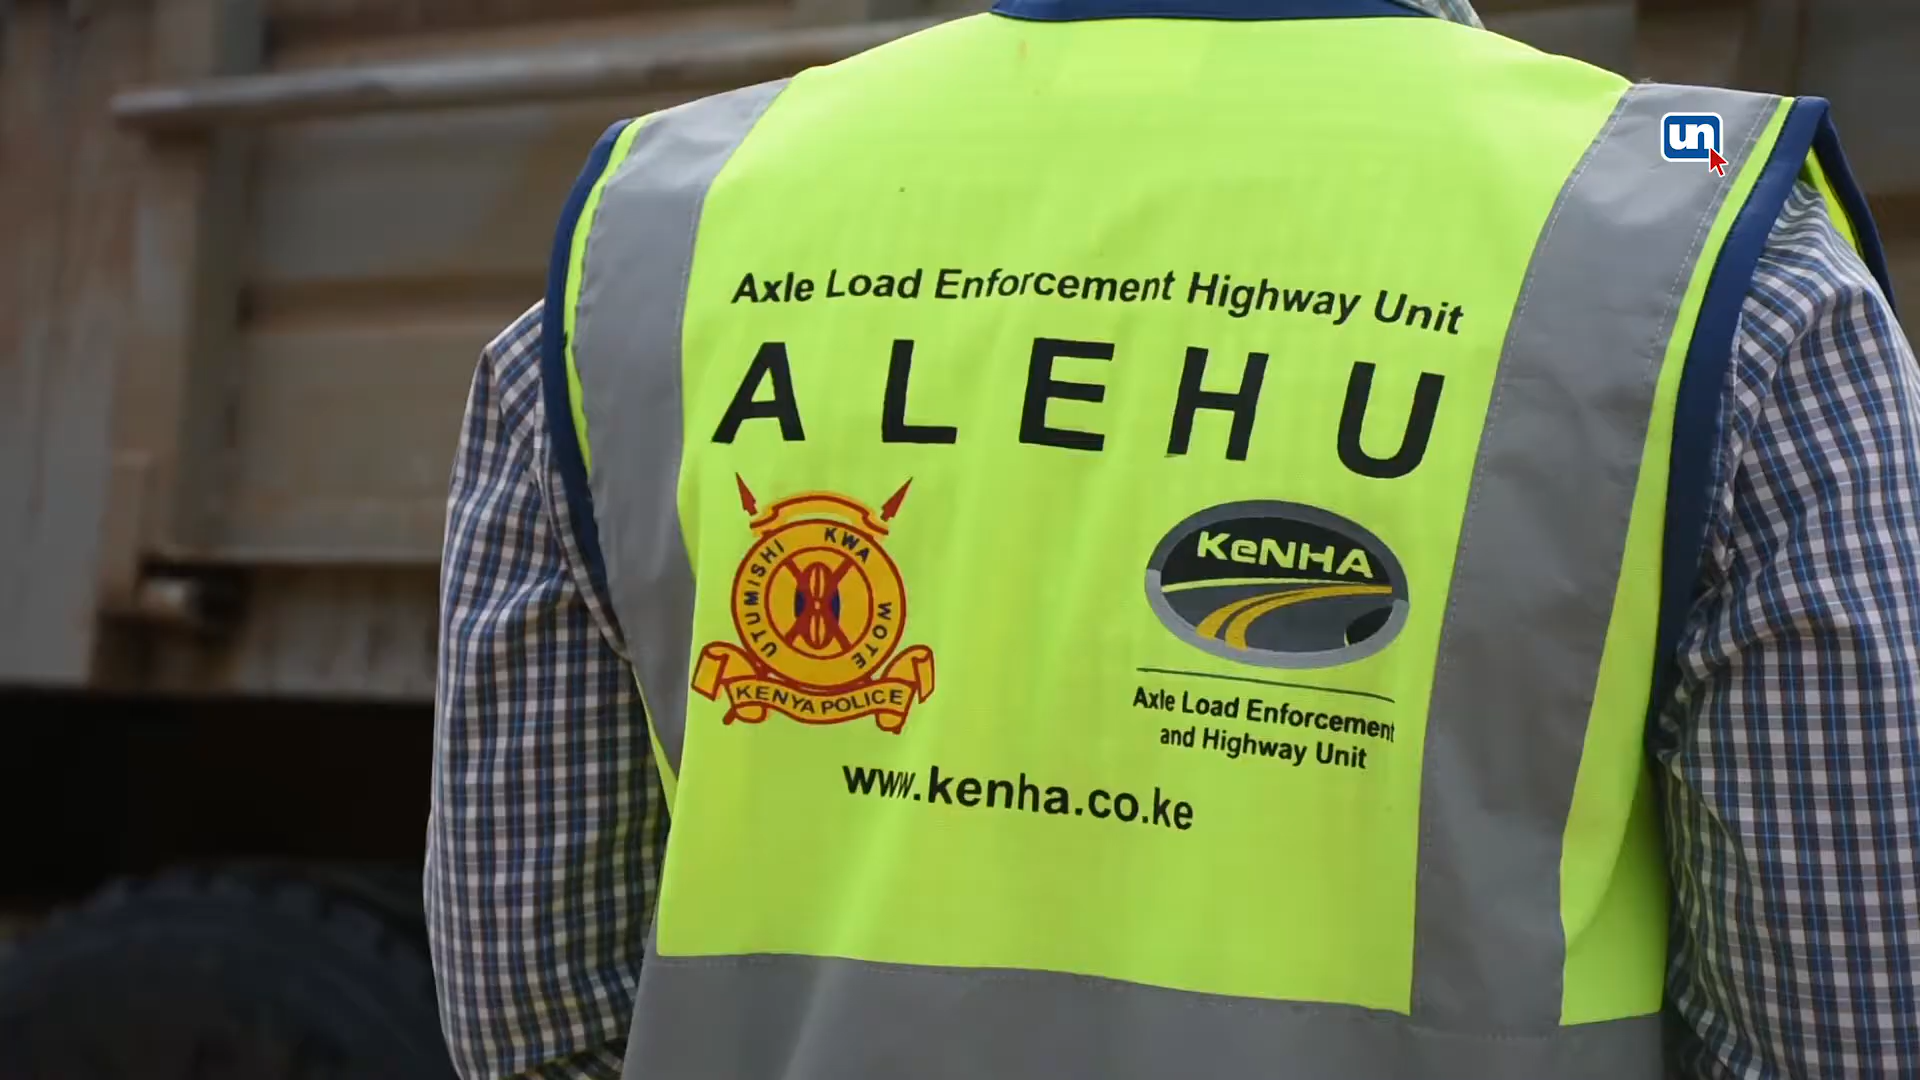 un
Axle Load Enforcement Highway Unit
ALEHU
UTUMISHI KWA WOTE
KENYA POLICE
KeNHA
Axle Load Enforcement
and Highway Unit
www.kenha.co.ke